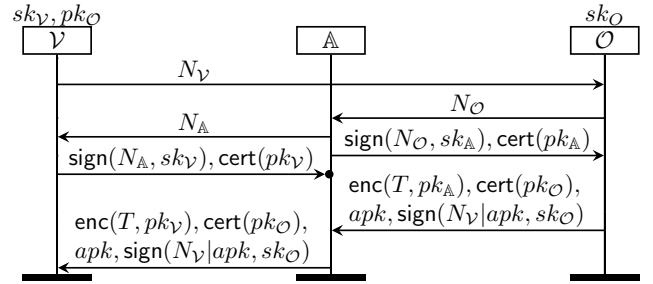 sk_𝒱, pk_𝒪
sk_O
𝒱
𝔸
𝒪
N_𝒱
N_𝒪
N_𝔸
sign(N_𝒪, sk_𝔸), cert(pk_𝔸)
sign(N_𝔸, sk_𝒱), cert(pk_𝒱)
enc(T, pk_𝔸), cert(pk_𝒪),
apk, sign(N_𝒱|apk, sk_𝒪)
enc(T, pk_𝒱), cert(pk_𝒪),
apk, sign(N_𝒱|apk, sk_𝒪)